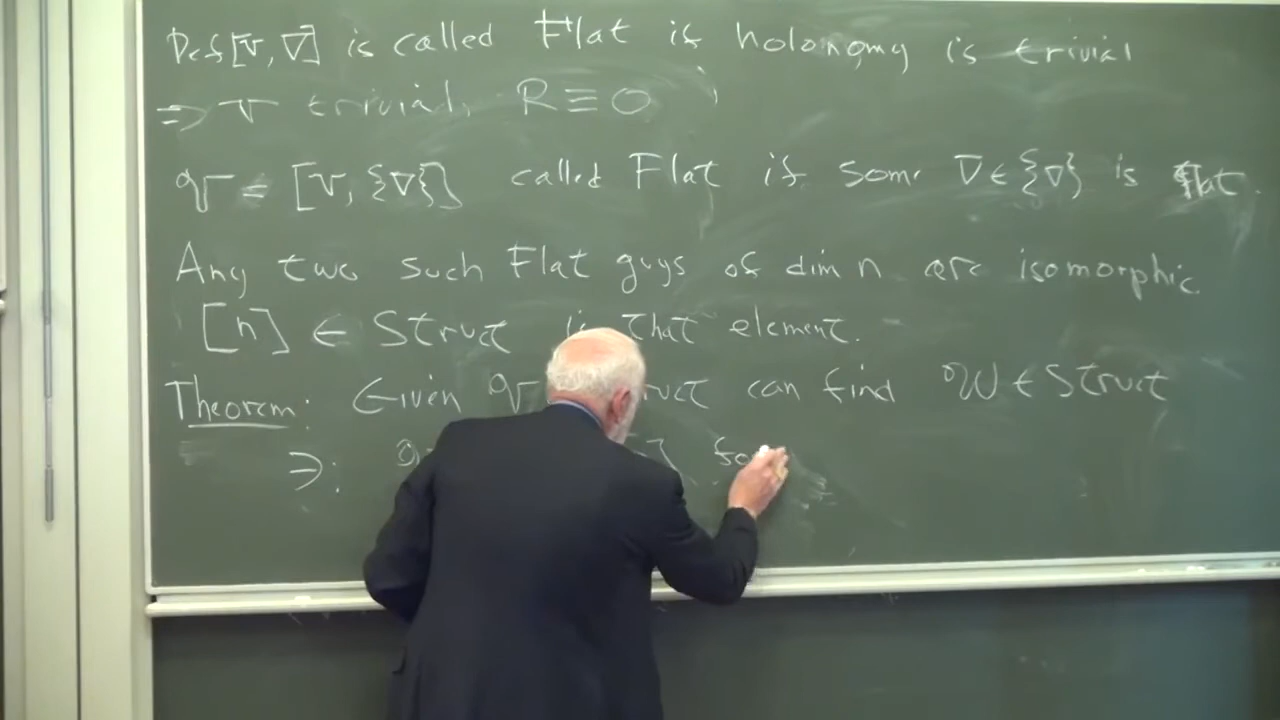 Def [V, ∇] is called Flat if holonomy is trivial
⇒ V trivial, R ≡ 0
𝒱 = [V, {∇}] called Flat if some ∇ ∈ {∇} is flat.
Any two such Flat guys of dim n are isomorphic.
[n] ∈ Struct is that element.
Theorem: Given 𝒱 can find 𝒲 ∈ Struct
∋: